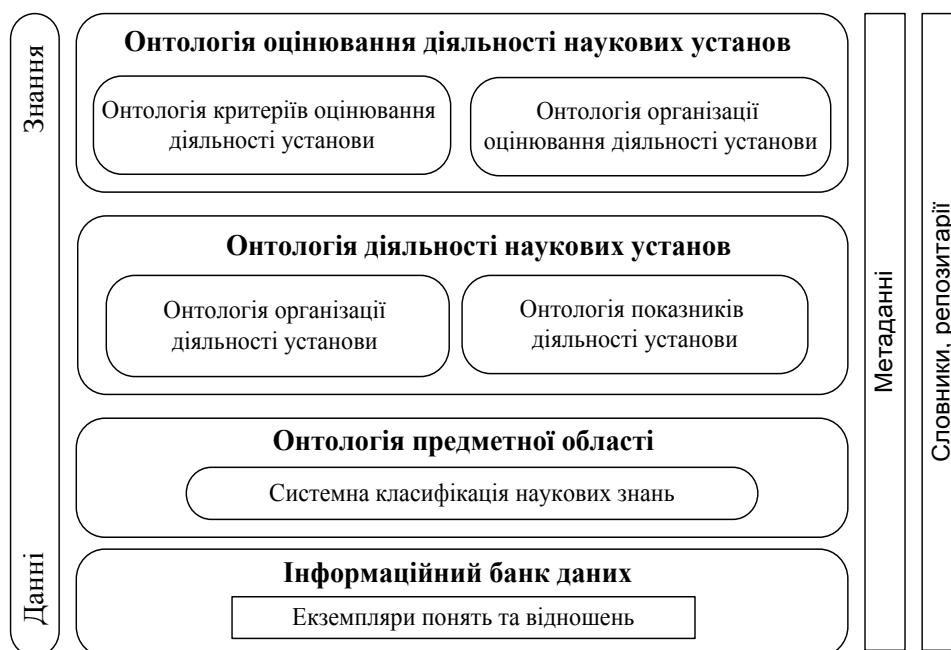 Знання
Данні
Онтологія оцінювання діяльності наукових установ
Онтологія критеріїв оцінювання
діяльності установи
Онтологія організації
оцінювання діяльності установи
Онтологія діяльності наукових установ
Онтологія організації
діяльності установи
Онтологія показників
діяльності установи
Онтологія предметної області
Системна класифікація наукових знань
Інформаційний банк даних
Екземпляри понять та відношень
Метаданні
Словники, репозитарії